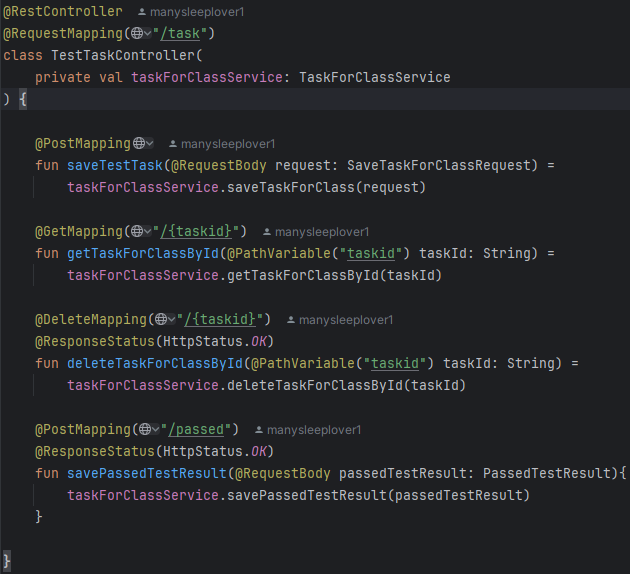 @RestController manysleeplover1
@RequestMapping("/task")
class TestTaskController(
    private val taskForClassService: TaskForClassService
) {
    @PostMapping manysleeplover1
    fun saveTestTask(@RequestBody request: SaveTaskForClassRequest) =
        taskForClassService.saveTaskForClass(request)
    @GetMapping("/{taskid}") manysleeplover1
    fun getTaskForClassById(@PathVariable("taskid") taskId: String) =
        taskForClassService.getTaskForClassById(taskId)
    @DeleteMapping("/{taskid}") manysleeplover1
    @ResponseStatus(HttpStatus.OK)
    fun deleteTaskForClassById(@PathVariable("taskid") taskId: String) =
        taskForClassService.deleteTaskForClassById(taskId)
    @PostMapping("/passed") manysleeplover1
    @ResponseStatus(HttpStatus.OK)
    fun savePassedTestResult(@RequestBody passedTestResult: PassedTestResult){
        taskForClassService.savePassedTestResult(passedTestResult)
    }
}